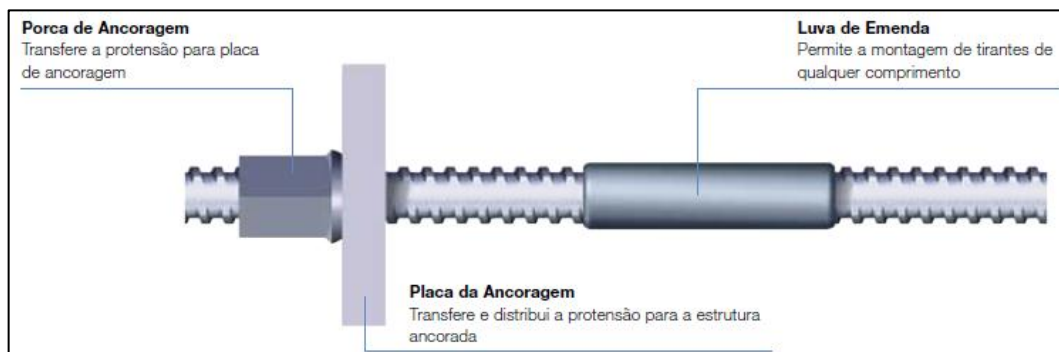 Porca de Ancoragem
Transfere a protensão para placa
de ancoragem
Luva de Emenda
Permite a montagem de tirantes de
qualquer comprimento
Placa da Ancoragem
Transfere e distribui a protensão para a estrutura
ancorada